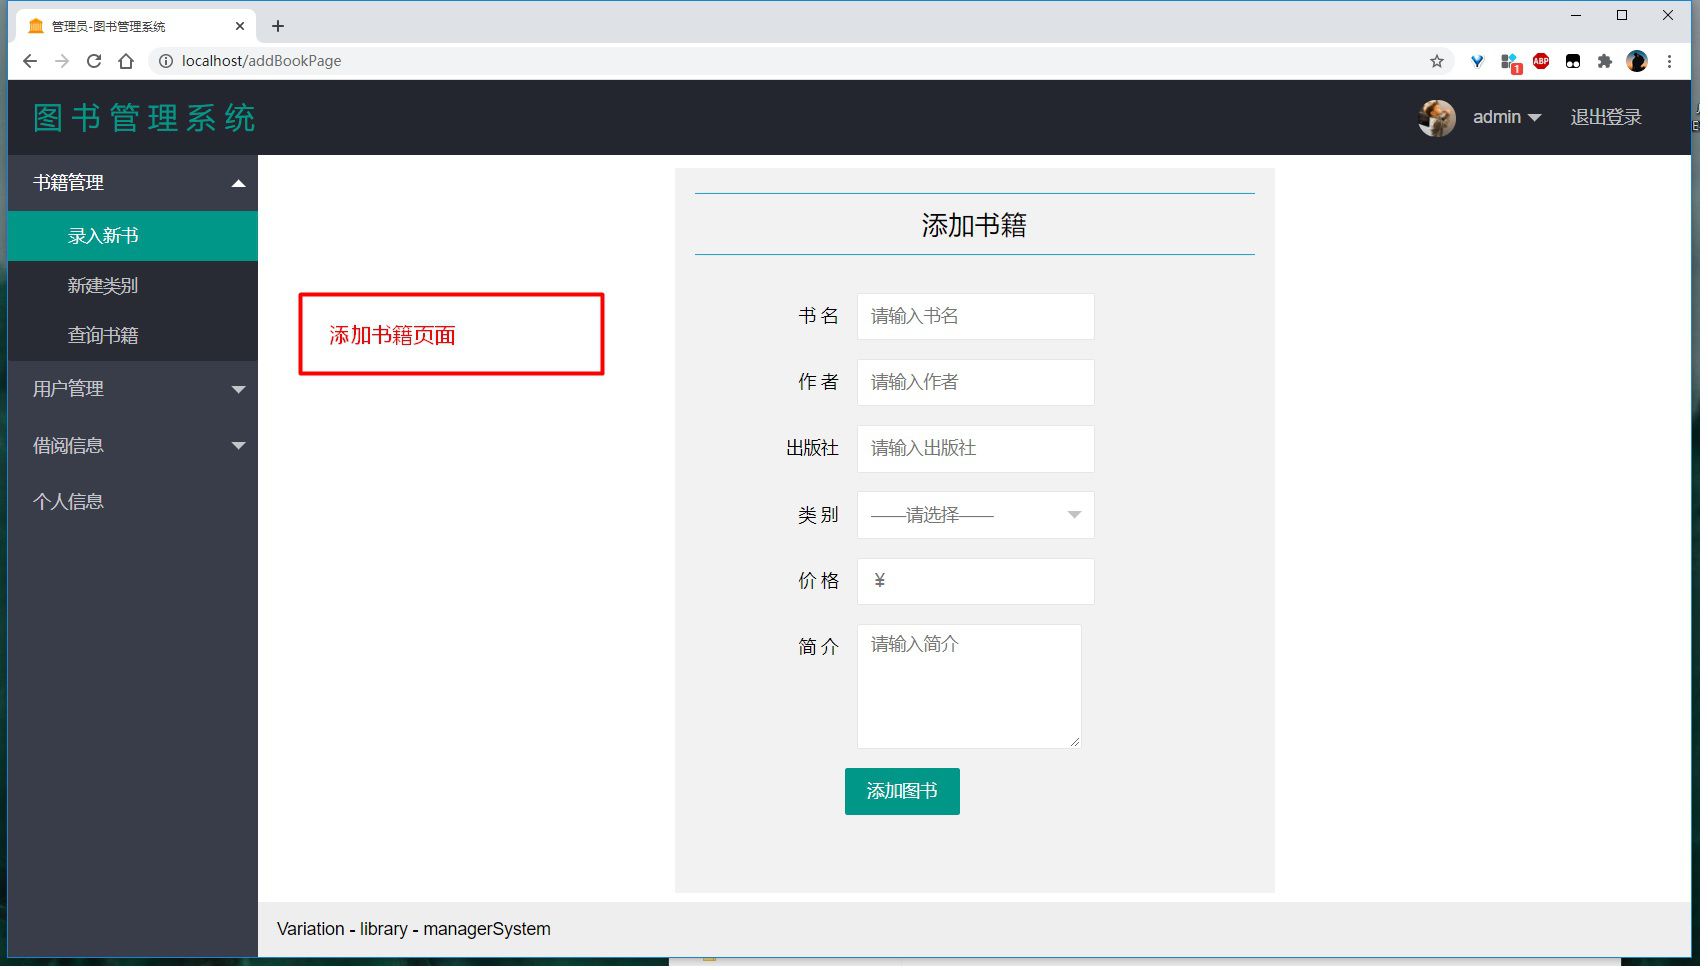 管理员-图书管理系统
localhost/addBookPage
1
ABP
图书管理系统
admin
退出登录
书籍管理
录入新书
新建类别
查询书籍
用户管理
借阅信息
个人信息
添加书籍页面
添加书籍
书 名 请输入书名
作 者 请输入作者
出版社 请输入出版社
类 别 ——请选择——
价 格 ￥
简 介 请输入简介
添加图书
Variation - library - managerSystem